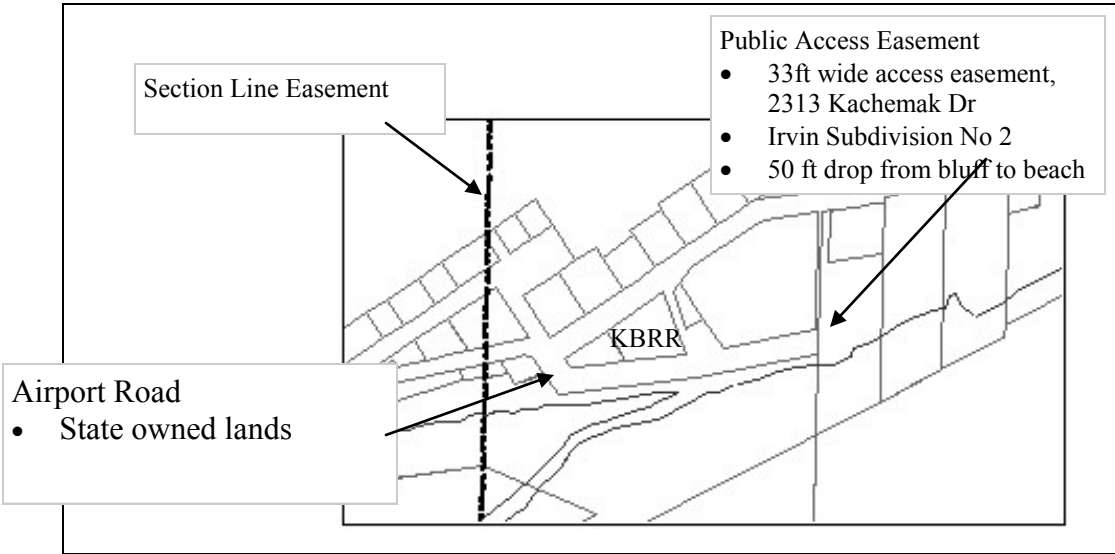 Section Line Easement
Public Access Easement
• 33ft wide access easement,
2313 Kachemak Dr
• Irvin Subdivision No 2
• 50 ft drop from bluff to beach
KBRR
Airport Road
• State owned lands